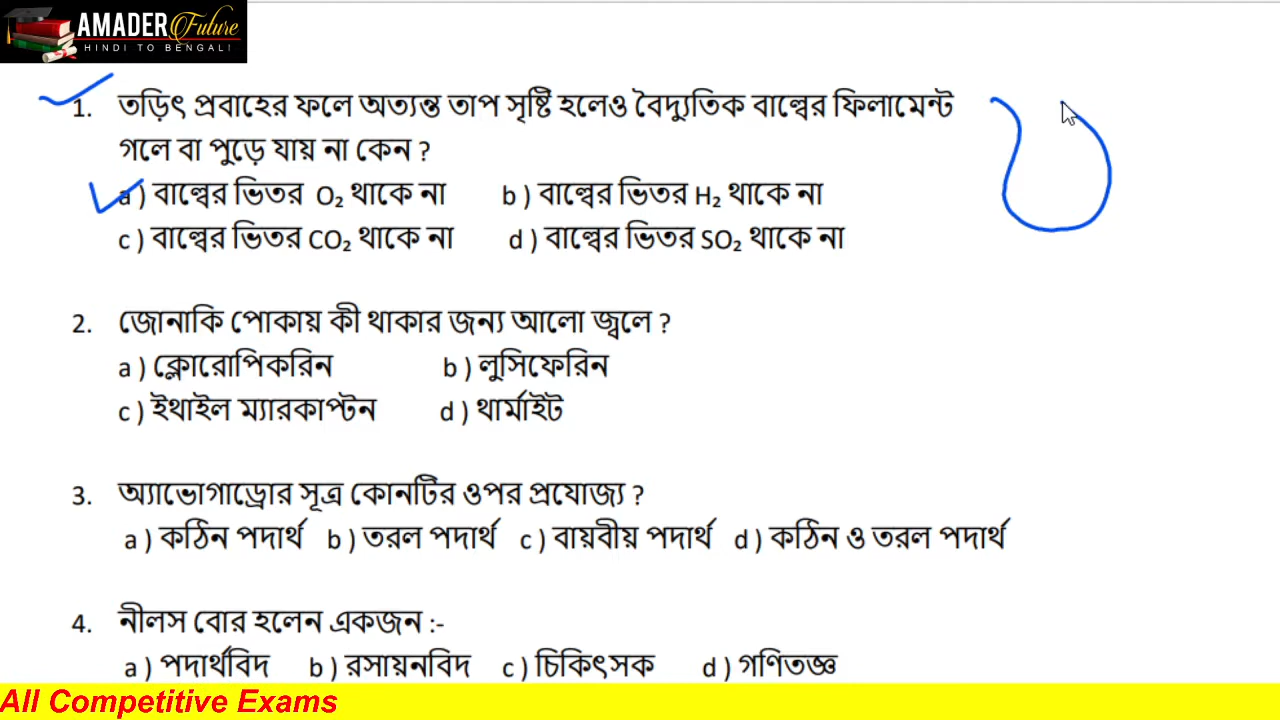 AMADER Future
HINDI TO BENGALI
1. তড়িৎ প্রবাহের ফলে অত্যন্ত তাপ সৃষ্টি হলেও বৈদ্যুতিক বাল্বের ফিলামেন্ট
গলে বা পুড়ে যায় না কেন ?
a ) বাল্বের ভিতর O₂ থাকে না b ) বাল্বের ভিতর H₂ থাকে না
c ) বাল্বের ভিতর CO₂ থাকে না d ) বাল্বের ভিতর SO₂ থাকে না
2. জোনাকি পোকায় কী থাকার জন্য আলো জ্বলে ?
a ) ক্লোরোপিকরিন b ) লুসিফেরিন
c ) ইথাইল ম্যারকাপ্টন d ) থার্মাইট
3. অ্যাভোগাড্রোর সূত্র কোনটির ওপর প্রযোজ্য ?
a ) কঠিন পদার্থ b ) তরল পদার্থ c ) বায়বীয় পদার্থ d ) কঠিন ও তরল পদার্থ
4. নীলস বোর হলেন একজন :-
a ) পদার্থবিদ b ) রসায়নবিদ c ) চিকিৎসক d ) গণিতজ্ঞ
All Competitive Exams